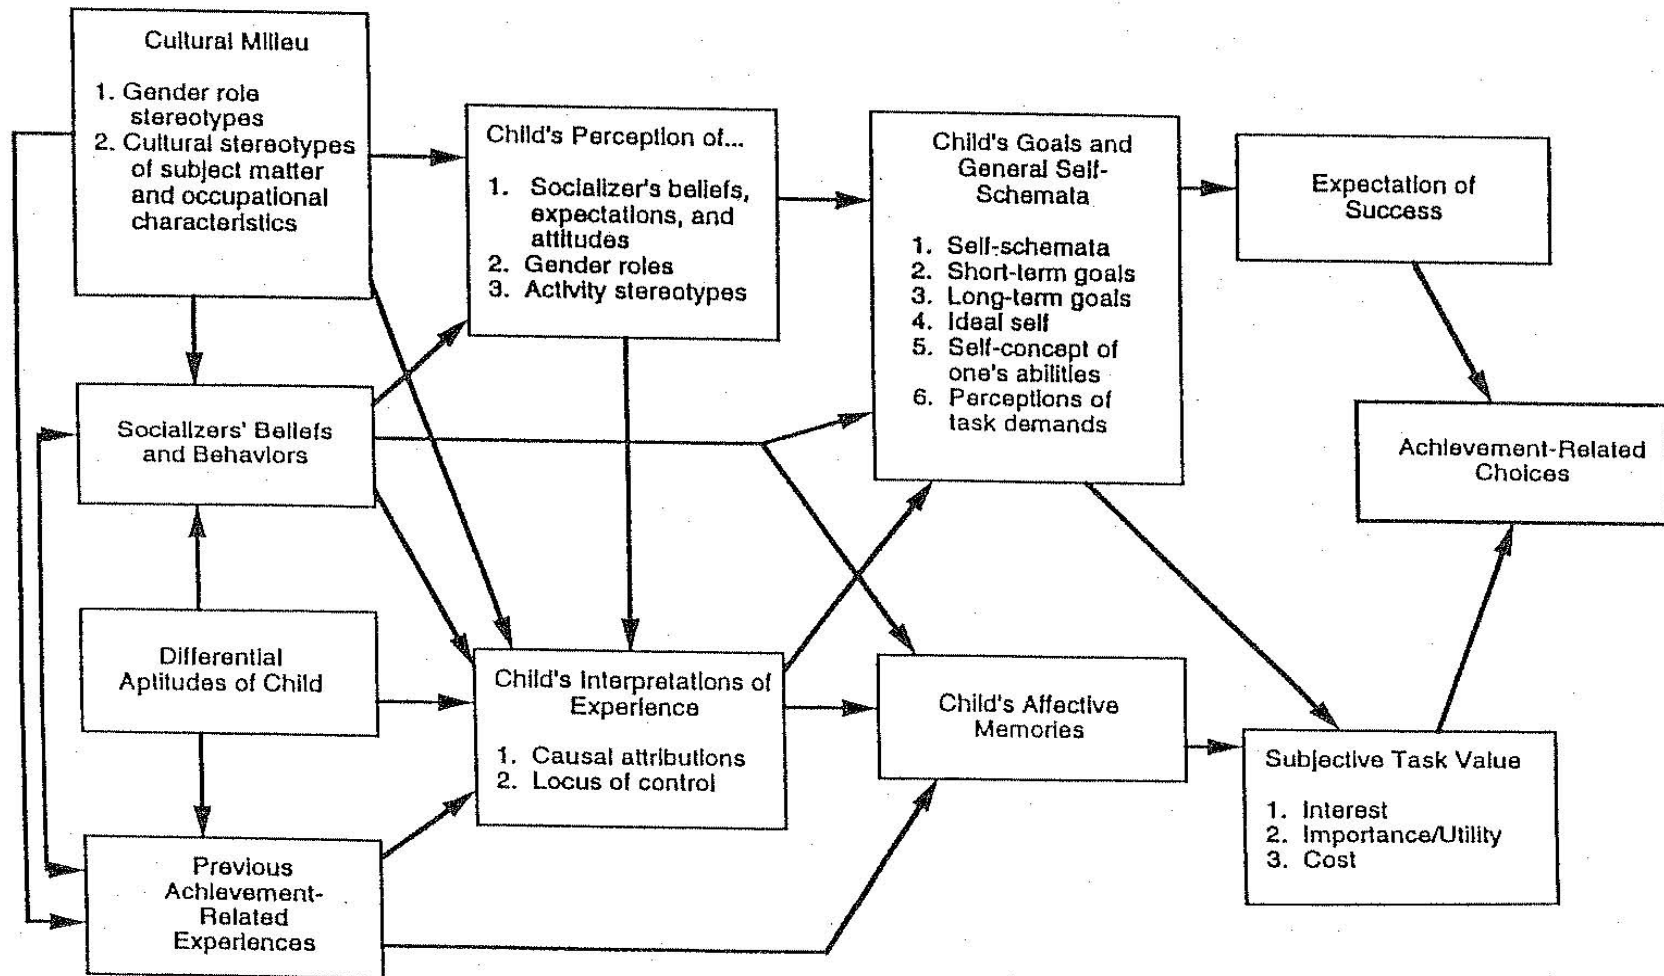 Cultural Milieu
1. Gender role
stereotypes
2. Cultural stereotypes
of subject matter
and occupational
characteristics
Child's Perception of...
1. Socializer's beliefs,
expectations, and
attitudes
2. Gender roles
3. Activity stereotypes
Child's Goals and
General Self-
Schemata
1. Self-schemata
2. Short-term goals
3. Long-term goals
4. Ideal self
5. Self-concept of
one's abilities
6. Perceptions of
task demands
Expectation of
Success
Socializers' Beliefs
and Behaviors
Achievement-Related
Choices
Differential
Aptitudes of Child
Child's Interpretations of
Experience
1. Causal attributions
2. Locus of control
Child's Affective
Memories
Subjective Task Value
1. Interest
2. Importance/Utility
3. Cost
Previous
Achievement-
Related
Experiences